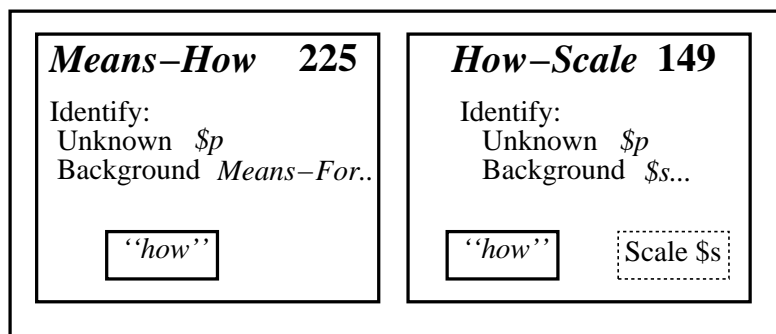 Means–How 225
Identify:
Unknown $p
Background Means–For..
‘‘how’’
How–Scale 149
Identify:
Unknown $p
Background $s...
‘‘how’’ Scale $s